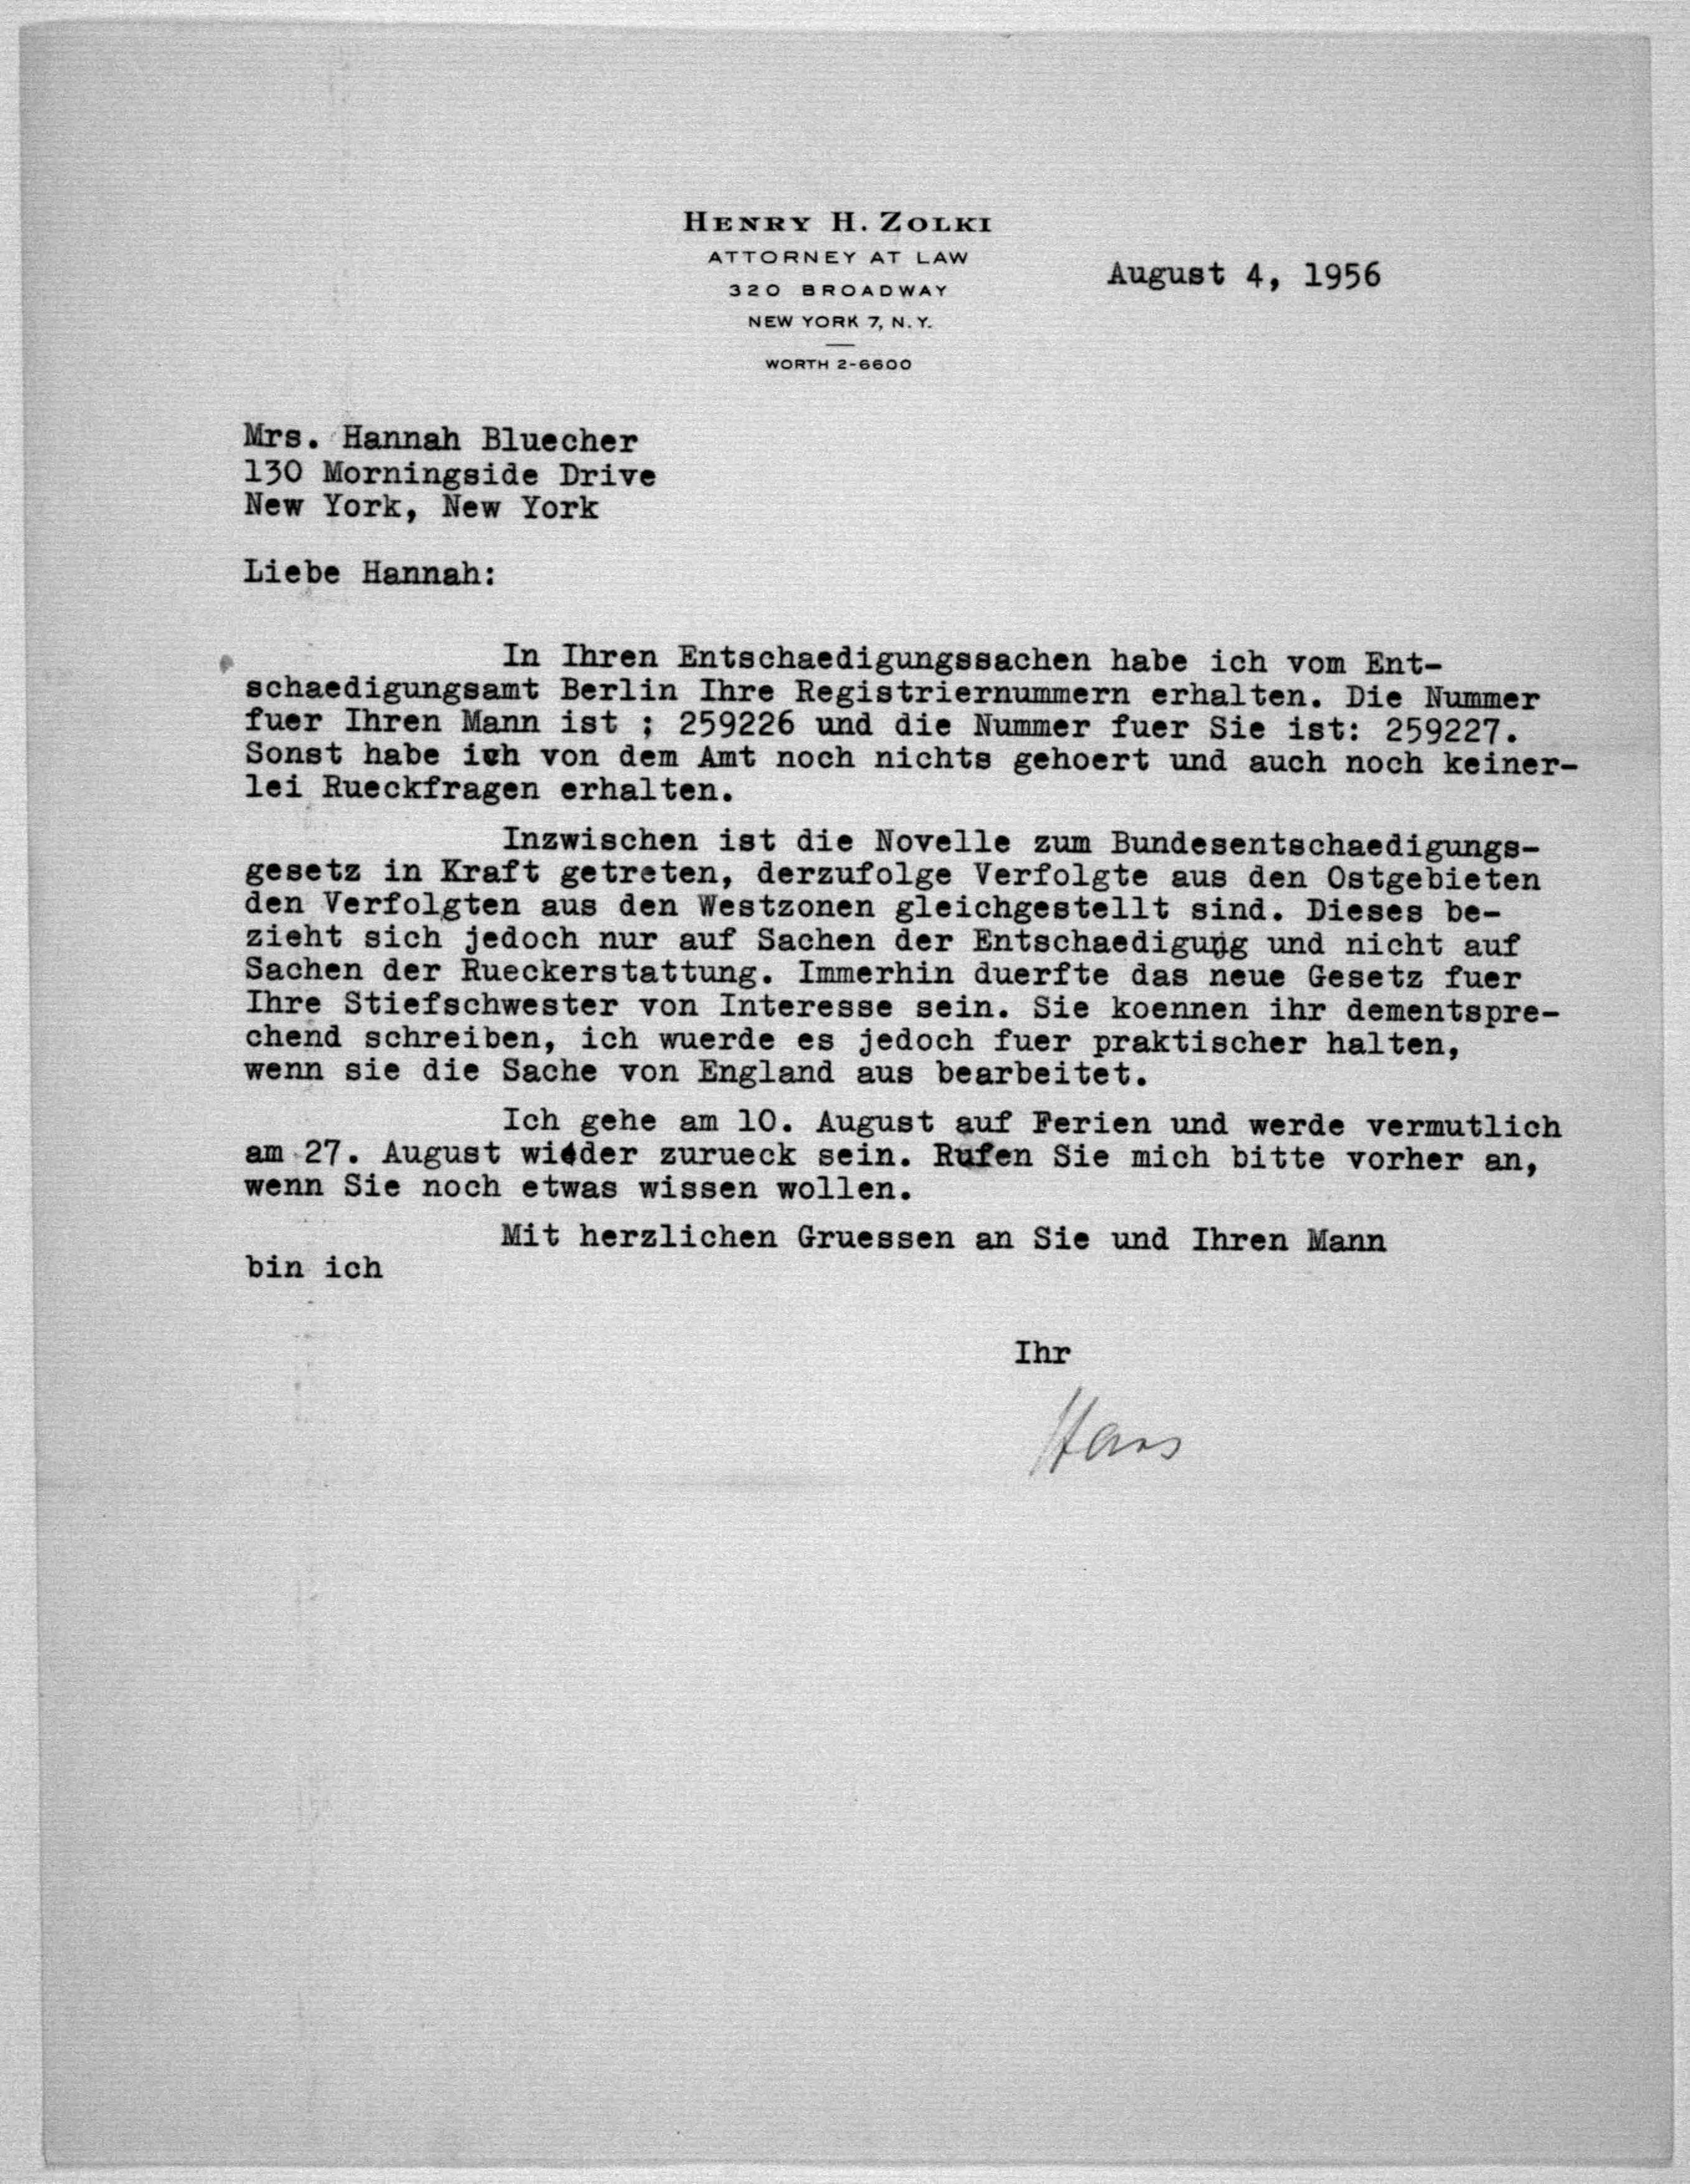 HENRY H. ZOLKI
ATTORNEY AT LAW
320 BROADWAY
NEW YORK 7, N.Y.
WORTH 2-6600
August 4, 1956
Mrs. Hannah Bluecher
130 Morningside Drive
New York, New York
Liebe Hannah:
In Ihren Entschaedigungssachen habe ich vom Ent-
schaedigungsamt Berlin Ihre Registriernummern erhalten. Die Nummer
fuer Ihren Mann ist ; 259226 und die Nummer fuer Sie ist: 259227.
Sonst habe ich von dem Amt noch nichts gehoert und auch noch keiner-
lei Rueckfragen erhalten.
Inzwischen ist die Novelle zum Bundesentschaedigungs-
gesetz in Kraft getreten, derzufolge Verfolgte aus den Ostgebieten
den Verfolgten aus den Westzonen gleichgestellt sind. Dieses be-
zieht sich jedoch nur auf Sachen der Entschaedigung und nicht auf
Sachen der Rueckerstattung. Immerhin duerfte das neue Gesetz fuer
Ihre Stiefschwester von Interesse sein. Sie koennen ihr dementspre-
chend schreiben, ich wuerde es jedoch fuer praktischer halten,
wenn sie die Sache von England aus bearbeitet.
Ich gehe am 10. August auf Ferien und werde vermutlich
am 27. August wieder zurueck sein. Rufen Sie mich bitte vorher an,
wenn Sie noch etwas wissen wollen.
Mit herzlichen Gruessen an Sie und Ihren Mann
bin ich
Ihr
Hans